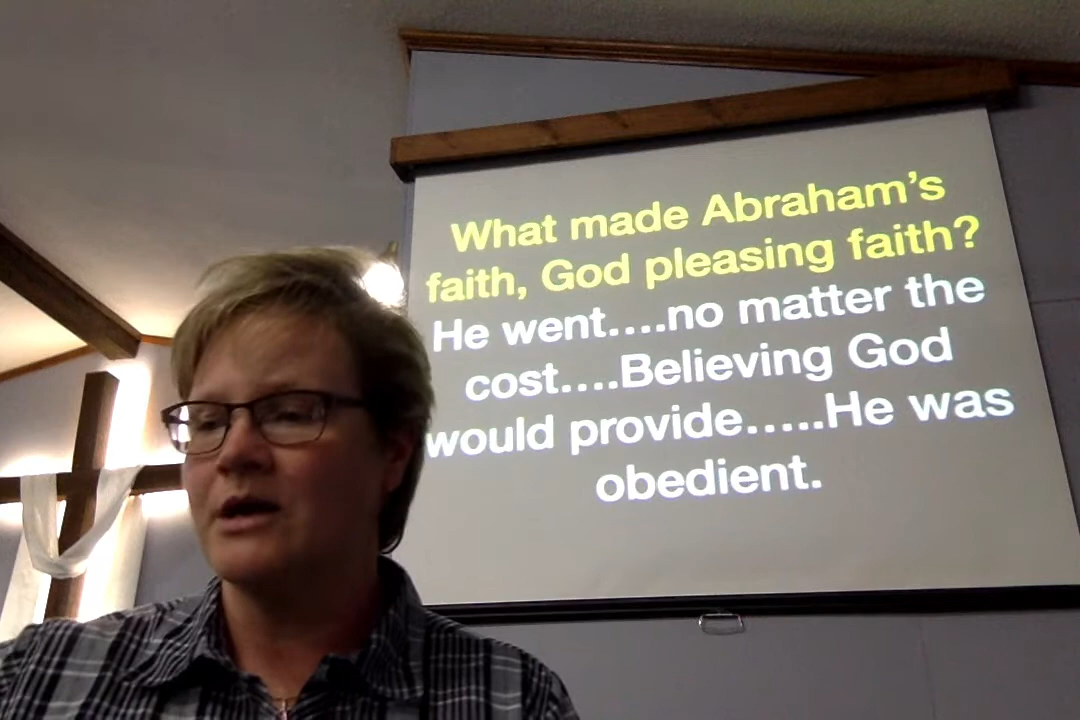 What made Abraham's
faith, God pleasing faith?
He went....no matter the
cost....Believing God
would provide.....He was
obedient.